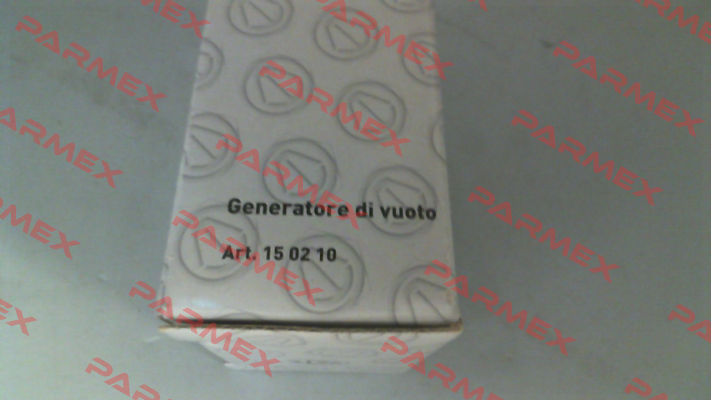 Generatore di vuoto
Art. 15 02 10
PARMEX